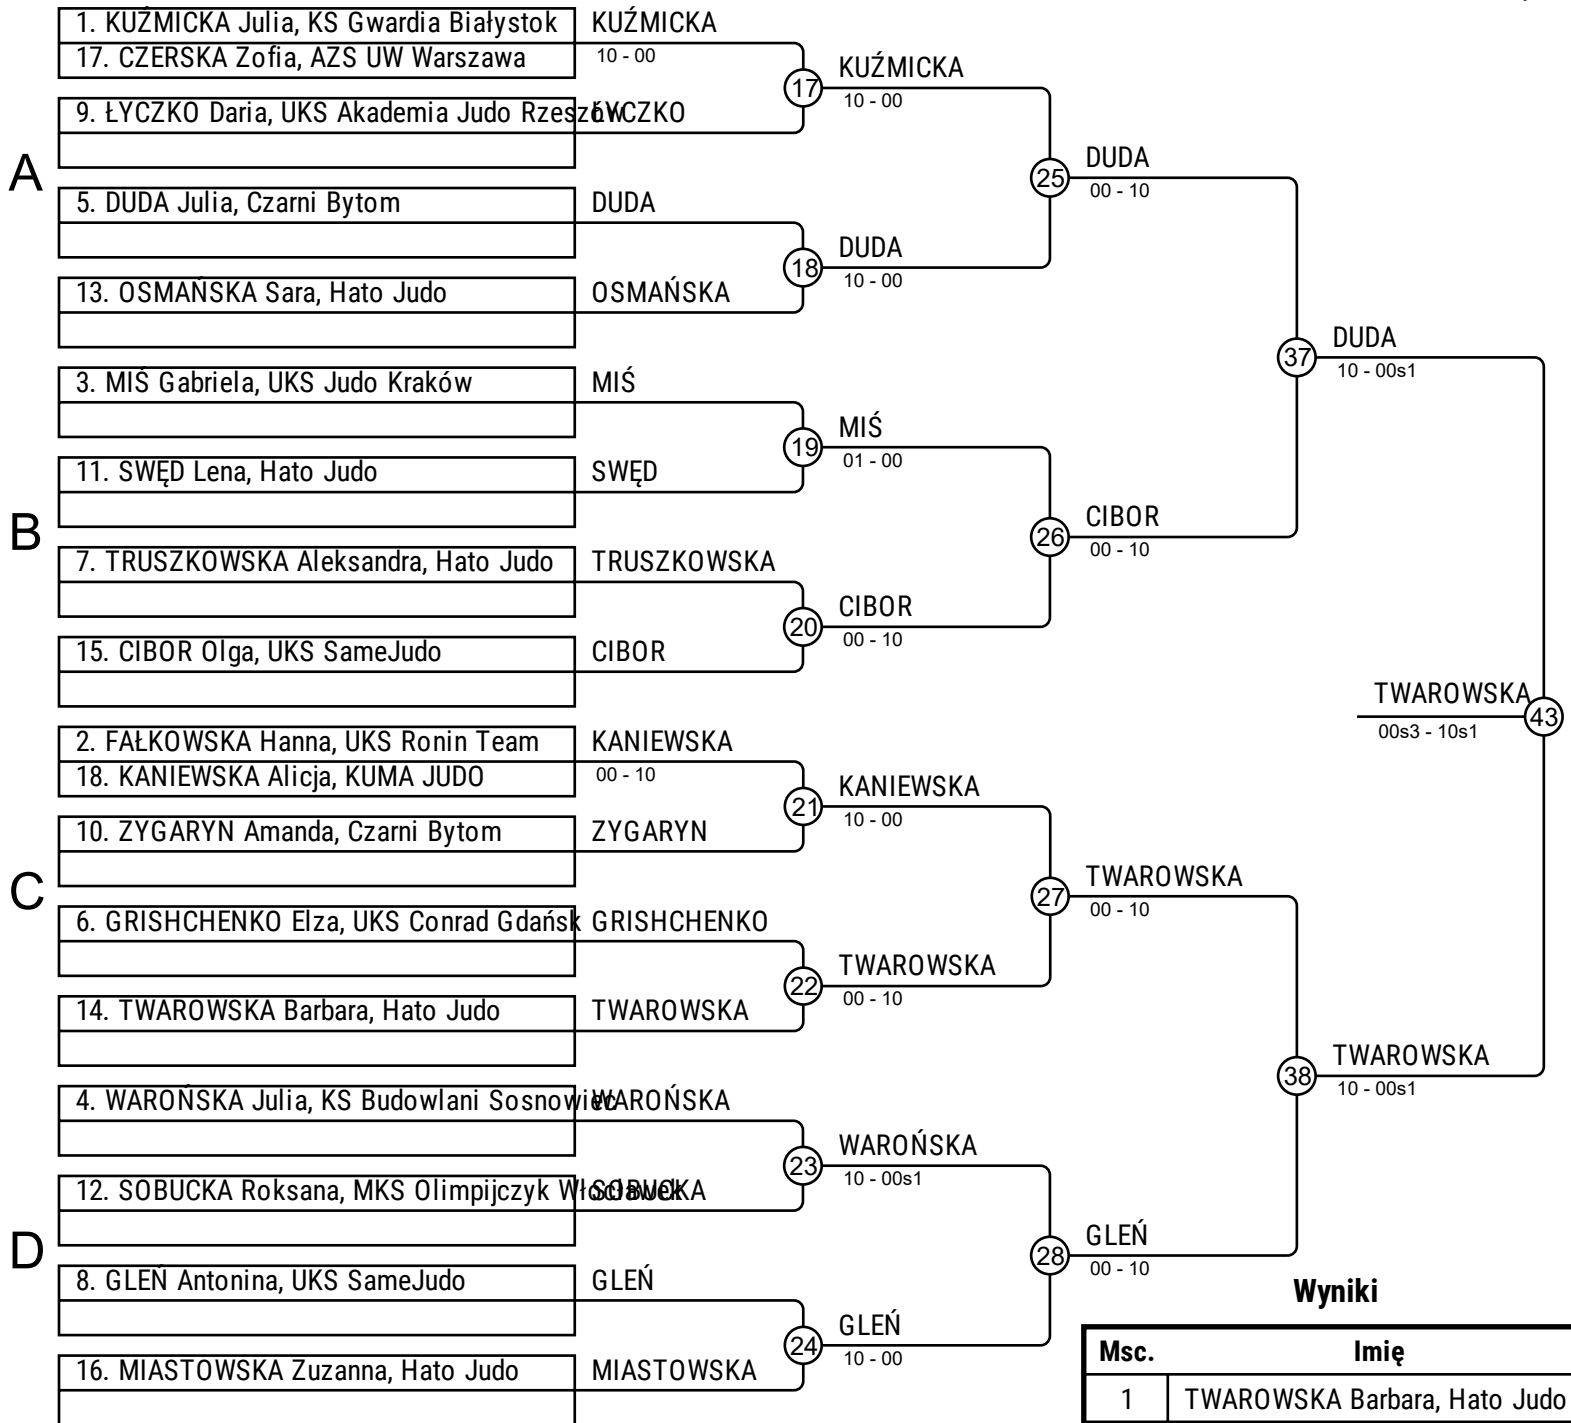 1. KUŹMICKA Julia, KS Gwardia Białystok
17. CZERSKA Zofia, AZS UW Warszawa
KUŹMICKA
10 - 00
9. ŁYCZKO Daria, UKS Akademia Judo Rzeszów
ŁYCZKO
17
KUŹMICKA
10 - 00
A
5. DUDA Julia, Czarni Bytom
DUDA
13. OSMAŃSKA Sara, Hato Judo
OSMAŃSKA
18
DUDA
10 - 00
25
DUDA
00 - 10
3. MIŚ Gabriela, UKS Judo Kraków
MIŚ
11. SWĘD Lena, Hato Judo
SWĘD
19
MIŚ
01 - 00
B
7. TRUSZKOWSKA Aleksandra, Hato Judo
TRUSZKOWSKA
15. CIBOR Olga, UKS SameJudo
CIBOR
20
CIBOR
00 - 10
26
CIBOR
00 - 10
37
DUDA
10 - 00s1
2. FAŁKOWSKA Hanna, UKS Ronin Team
18. KANIEWSKA Alicja, KUMA JUDO
KANIEWSKA
00 - 10
10. ZYGARYN Amanda, Czarni Bytom
ZYGARYN
21
KANIEWSKA
10 - 00
C
6. GRISHCHENKO Elza, UKS Conrad Gdańsk
GRISHCHENKO
14. TWAROWSKA Barbara, Hato Judo
TWAROWSKA
22
TWAROWSKA
00 - 10
27
TWAROWSKA
00 - 10
4. WAROŃSKA Julia, KS Budowlani Sosnowiec
WAROŃSKA
12. SOBUCKA Roksana, MKS Olimpijczyk Włocławek
SOBUCKA
23
WAROŃSKA
10 - 00s1
D
8. GLEŃ Antonina, UKS SameJudo
GLEŃ
16. MIASTOWSKA Zuzanna, Hato Judo
MIASTOWSKA
24
GLEŃ
10 - 00
28
GLEŃ
00 - 10
38
TWAROWSKA
10 - 00s1
TWAROWSKA
00s3 - 10s1
43
Wyniki
Msc. Imię
1 TWAROWSKA Barbara, Hato Judo